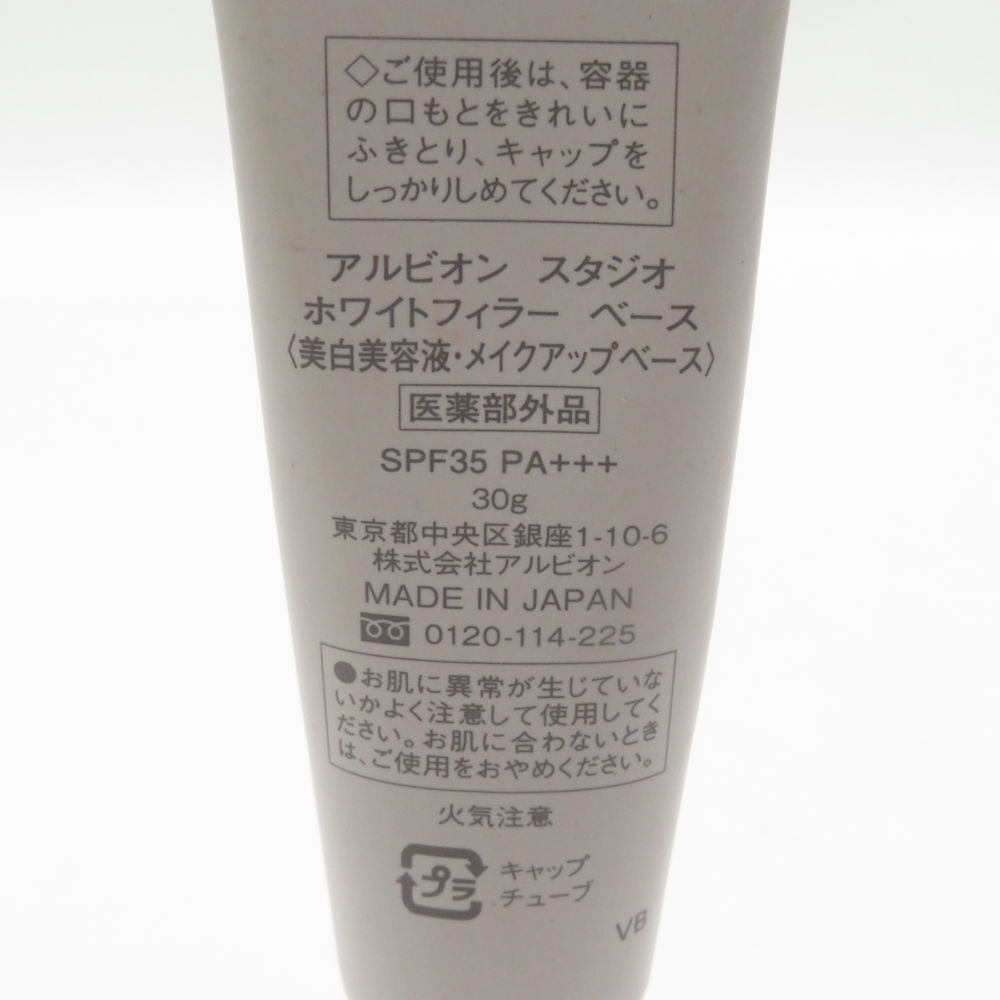 ◇ご使用後は、容器
の口もとをきれいに
ふきとり、キャップを
しっかりしめてください。
アルビオン スタジオ
ホワイトフィラー ベース
〈美白美容液・メイクアップベース〉
医薬部外品
SPF35 PA+++
30g
東京都中央区銀座1-10-6
株式会社アルビオン
MADE IN JAPAN
0120-114-225
●お肌に異常が生じていな
いかよく注意して使用してく
ださい。お肌に合わないとき
は、ご使用をおやめください。
火気注意
プラ キャップ
チューブ
VB